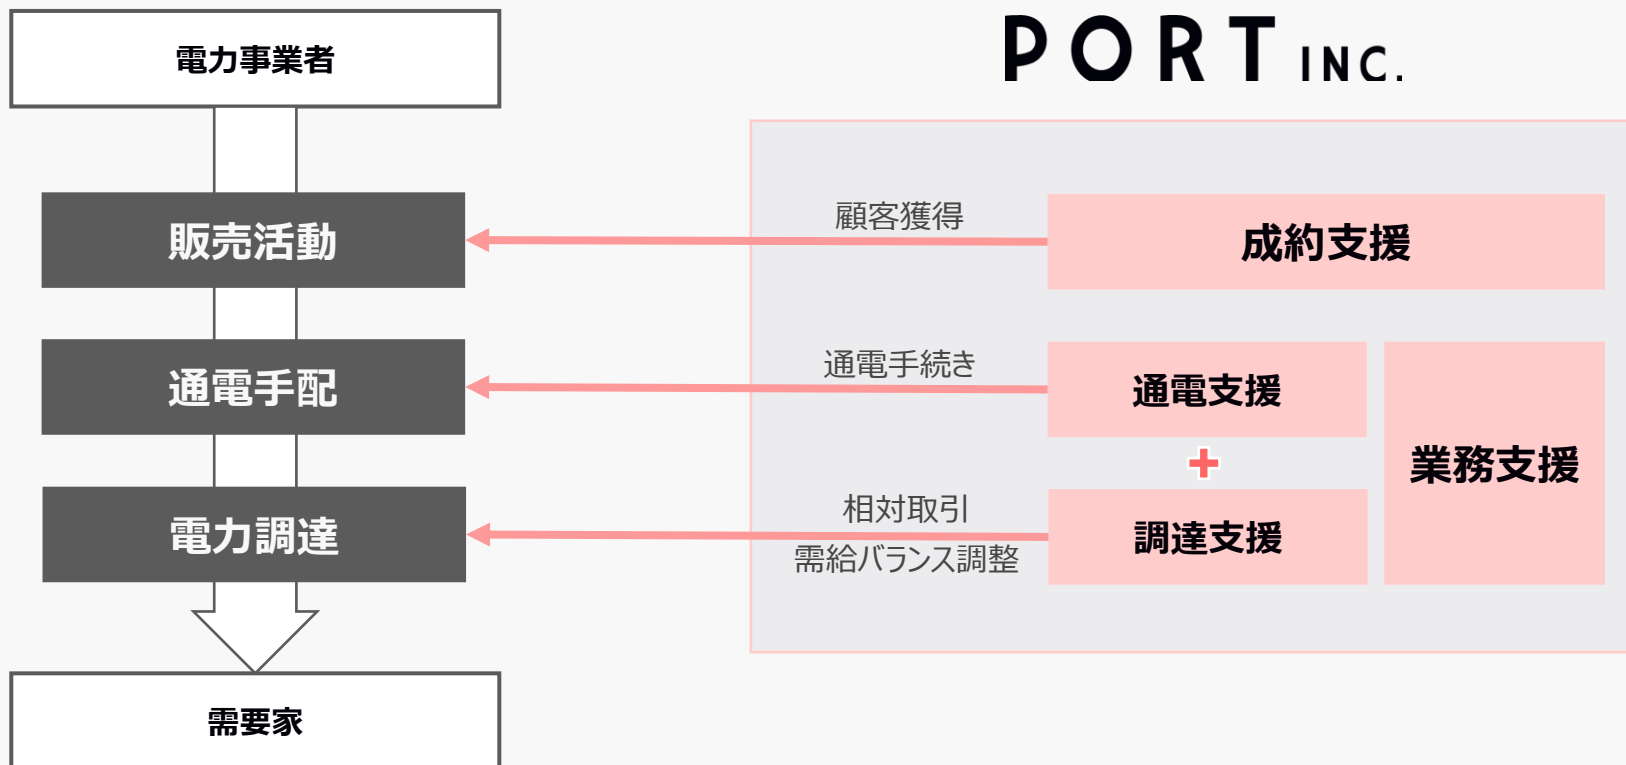 電力事業者
PORT INC.
販売活動
顧客獲得
成約支援
通電手配
通電手続き
通電支援
業務支援
電力調達
相対取引
需給バランス調整
調達支援
需要家